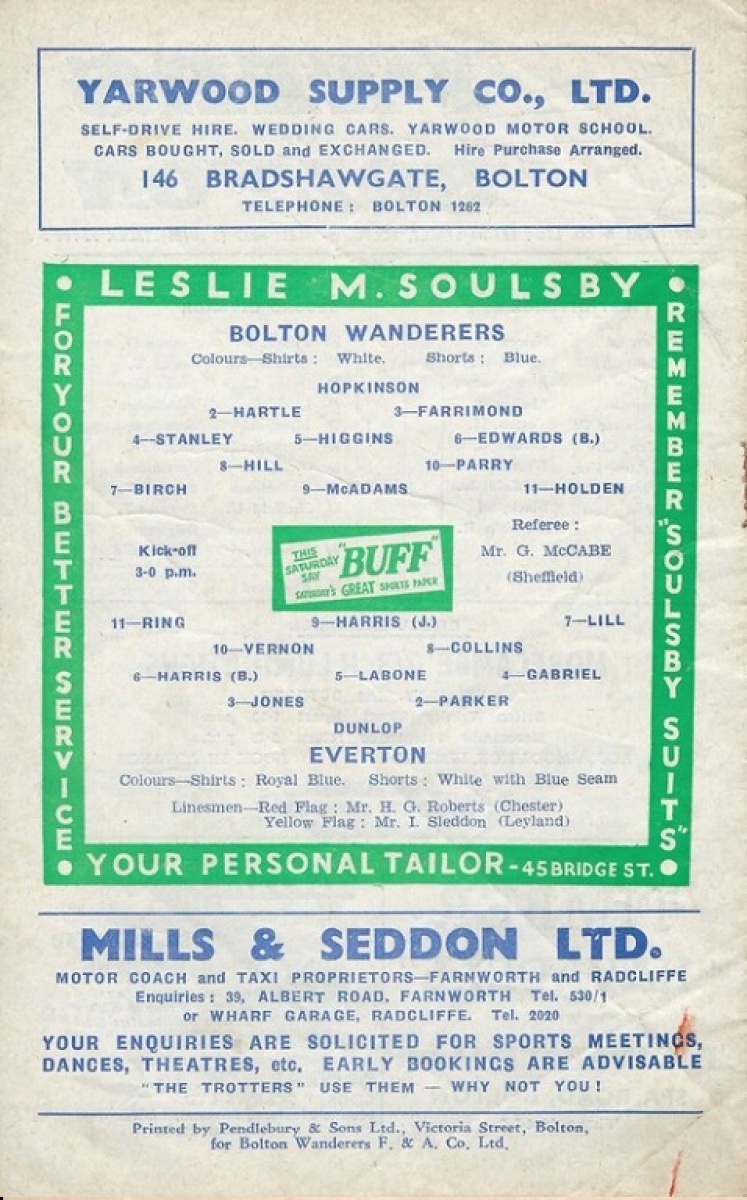 YARWOOD SUPPLY CO., LTD.
SELF-DRIVE HIRE. WEDDING CARS. YARWOOD MOTOR SCHOOL.
CARS BOUGHT, SOLD and EXCHANGED. Hire Purchase Arranged.
146 BRADSHAWGATE, BOLTON
TELEPHONE: BOLTON 1262
LESLIE M. SOULSBY
FOR YOUR BETTER SERVICE
REMEMBER "SOULSBY SUITS"
BOLTON WANDERERS
Colours—Shirts: White. Shorts: Blue.
HOPKINSON
2—HARTLE 3—FARRIMOND
4—STANLEY 5—HIGGINS 6—EDWARDS (B.)
8—HILL 10—PARRY
7—BIRCH 9—McADAMS 11—HOLDEN
Kick-off
3-0 p.m.
THIS
SATURDAY
SAY
"BUFF"
SATURDAY'S GREAT SPORTS PAPER
Referee:
Mr. G. McCABE
(Sheffield)
11—RING 9—HARRIS (J.) 7—LILL
10—VERNON 8—COLLINS
6—HARRIS (B.) 5—LABONE 4—GABRIEL
3—JONES 2—PARKER
DUNLOP
EVERTON
Colours—Shirts: Royal Blue. Shorts: White with Blue Seam
Linesmen—Red Flag: Mr. H. G. Roberts (Chester)
Yellow Flag: Mr. I. Sleddon (Leyland)
YOUR PERSONAL TAILOR-45 BRIDGE ST.
MILLS & SEDDON LTD.
MOTOR COACH and TAXI PROPRIETORS—FARNWORTH and RADCLIFFE
Enquiries: 39, ALBERT ROAD, FARNWORTH Tel. 530/1
or WHARF GARAGE, RADCLIFFE. Tel. 2020
YOUR ENQUIRIES ARE SOLICITED FOR SPORTS MEETINGS,
DANCES, THEATRES, etc. EARLY BOOKINGS ARE ADVISABLE
"THE TROTTERS" USE THEM — WHY NOT YOU!
Printed by Pendlebury & Sons Ltd., Victoria Street, Bolton,
for Bolton Wanderers F. & A. Co. Ltd.